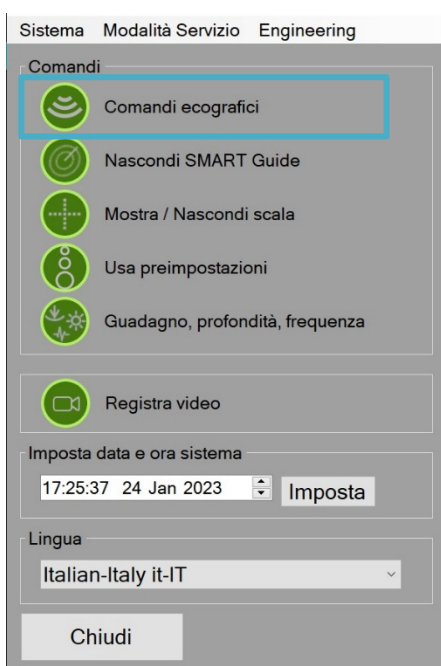 Sistema Modalità Servizio Engineering
Comandi
Comandi ecografici
Nascondi SMART Guide
Mostra / Nascondi scala
Usa preimpostazioni
Guadagno, profondità, frequenza
Registra video
Imposta data e ora sistema
17:25:37 24 Jan 2023 Imposta
Lingua
Italian-Italy it-IT
Chiudi